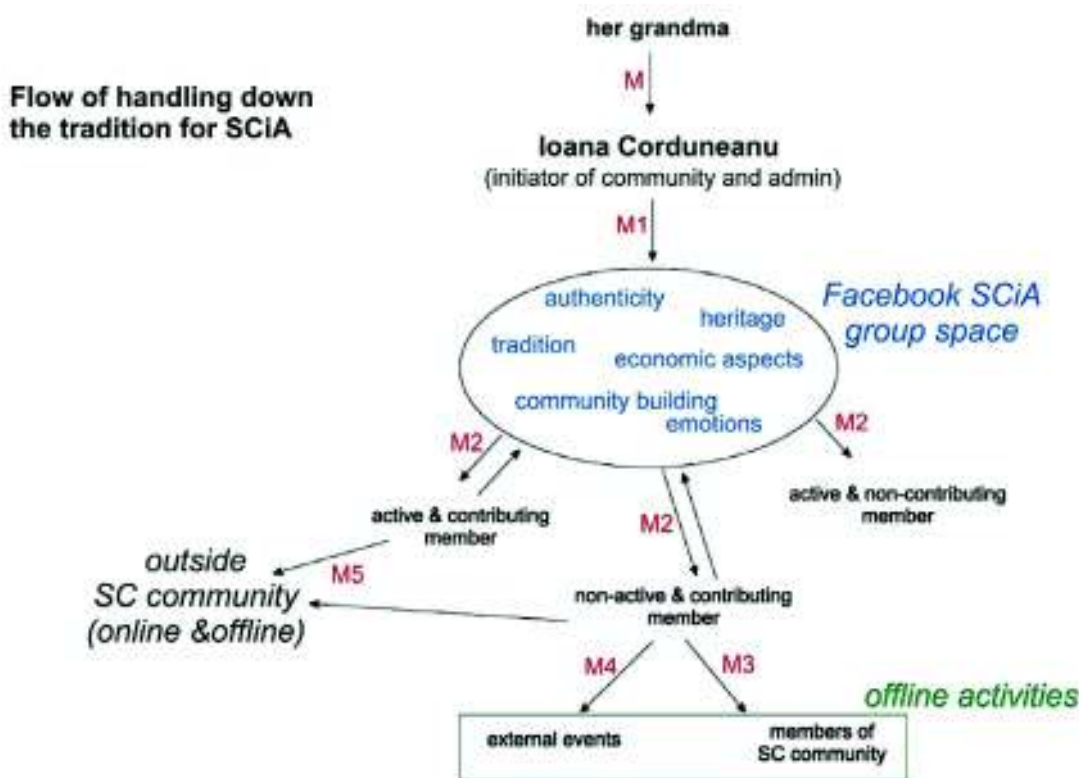 her grandma
Flow of handling down
the tradition for SCiA
M
Ioana Corduneanu
(initiator of community and admin)
M1
Facebook SCiA
group space
authenticity
heritage
tradition
economic aspects
community building
emotions
M2
M2
M2
active & contributing
member
active & non-contributing
member
outside
SC community
(online &offline)
M5
non-active & contributing
member
M4
M3
offline activities
external events
members of
SC community